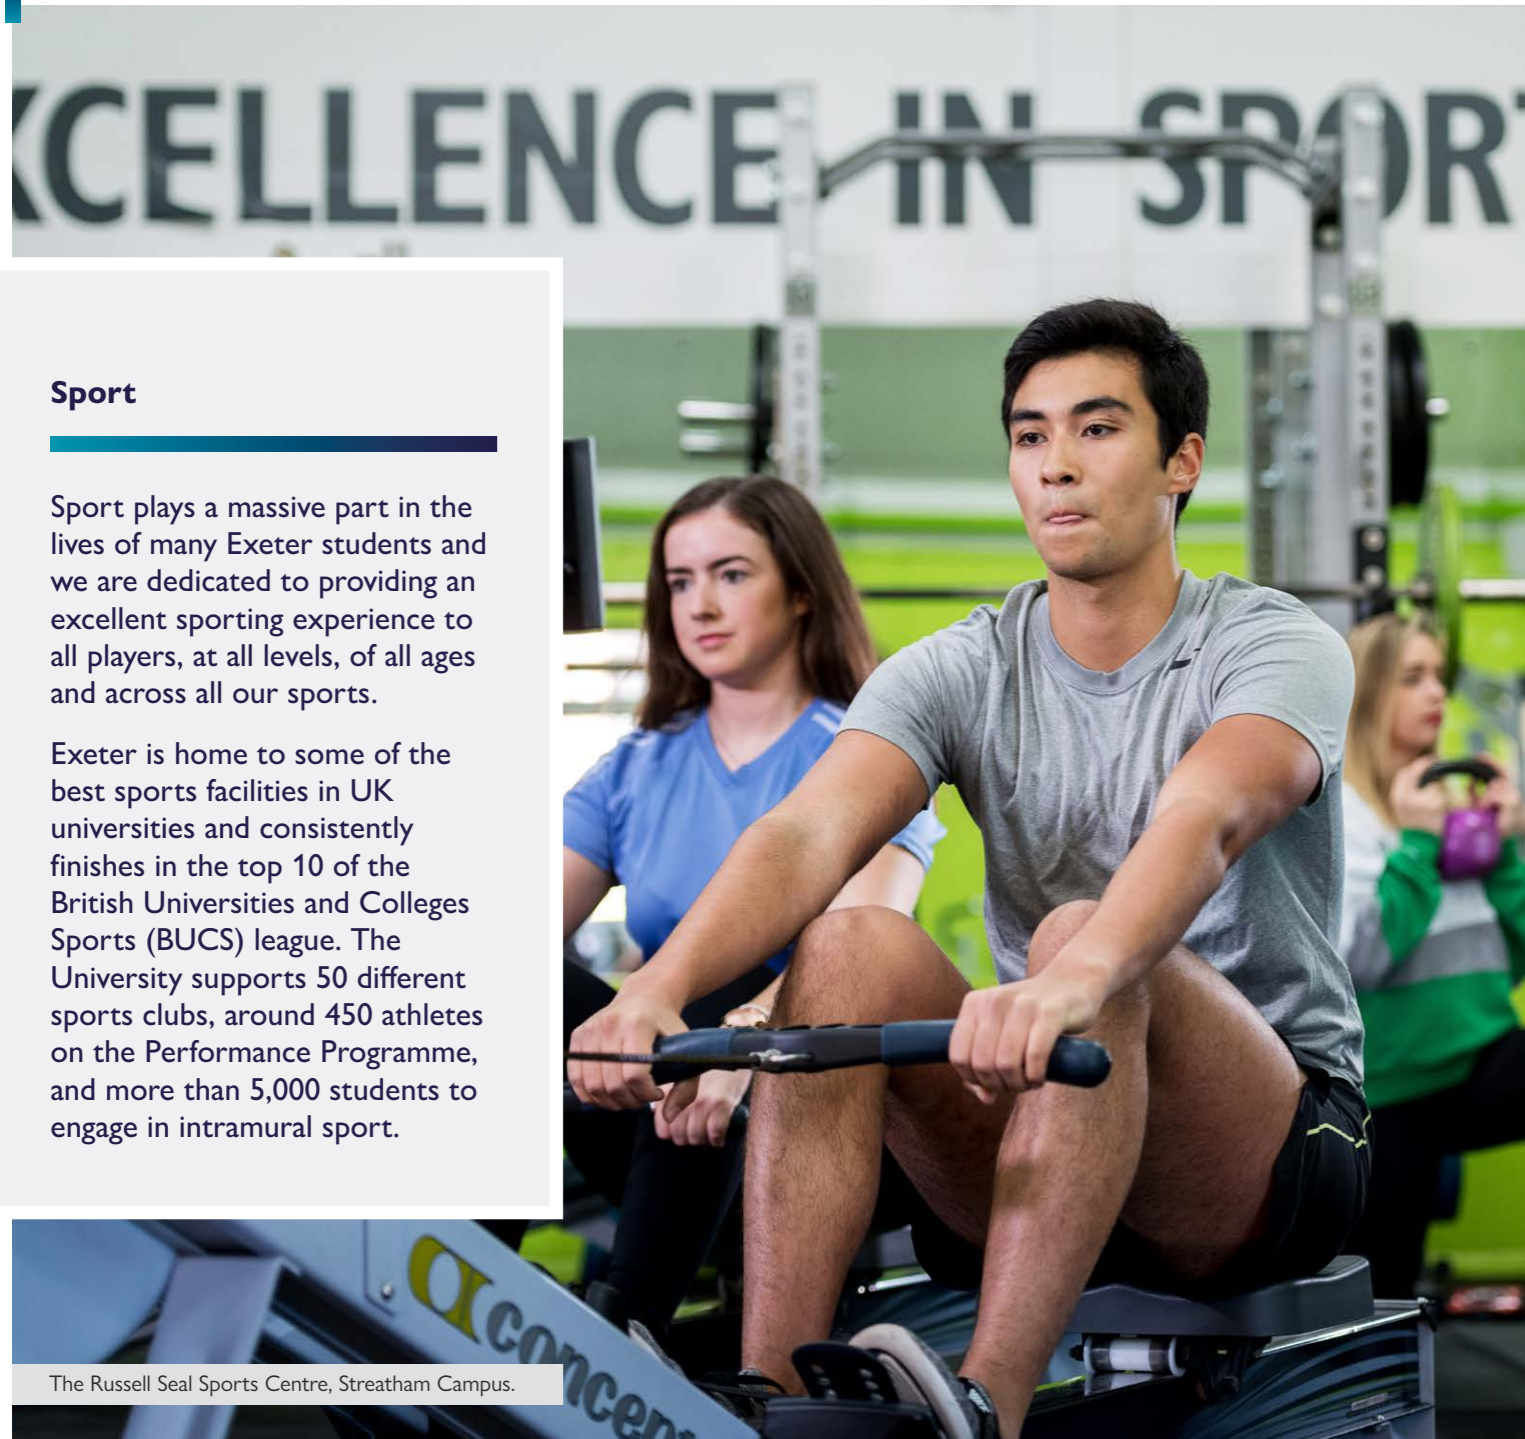 XCELLENCE IN SPORT
Sport
Sport plays a massive part in the
lives of many Exeter students and
we are dedicated to providing an
excellent sporting experience to
all players, at all levels, of all ages
and across all our sports.
Exeter is home to some of the
best sports facilities in UK
universities and consistently
finishes in the top 10 of the
British Universities and Colleges
Sports (BUCS) league. The
University supports 50 different
sports clubs, around 450 athletes
on the Performance Programme,
and more than 5,000 students to
engage in intramural sport.
concept
The Russell Seal Sports Centre, Streatham Campus.